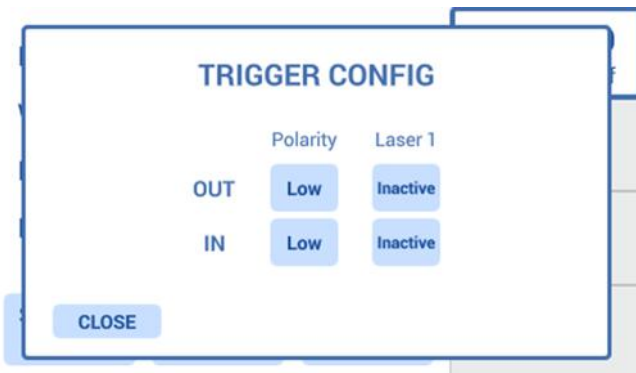 TRIGGER CONFIG
Polarity Laser 1
OUT Low Inactive
IN Low Inactive
CLOSE